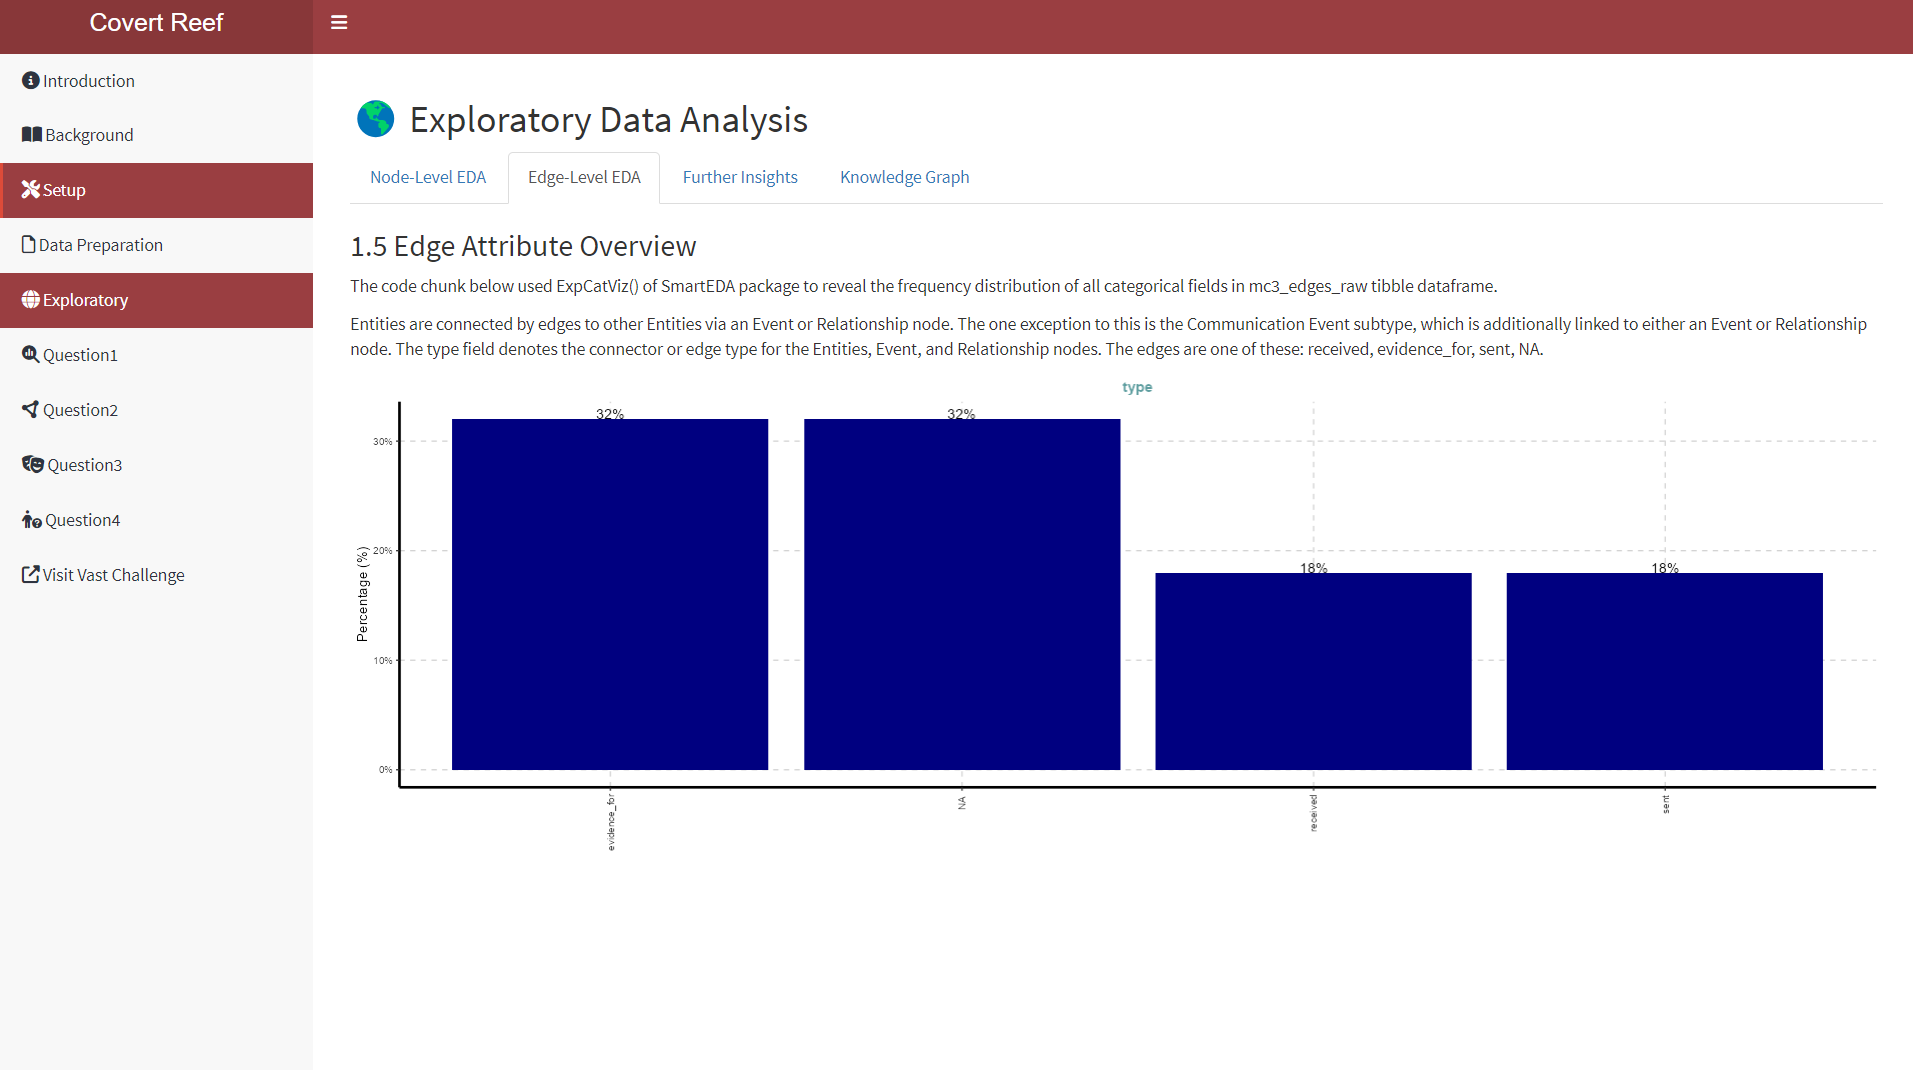 Covert Reef
Introduction
Background
Setup
Data Preparation
Exploratory
Question1
Question2
Question3
Question4
Visit Vast Challenge
Exploratory Data Analysis
Node-Level EDA
Edge-Level EDA
Further Insights
Knowledge Graph
1.5 Edge Attribute Overview
The code chunk below used ExpCatViz() of SmartEDA package to reveal the frequency distribution of all categorical fields in mc3_edges_raw tibble dataframe.
Entities are connected by edges to other Entities via an Event or Relationship node. The one exception to this is the Communication Event subtype, which is additionally linked to either an Event or Relationship
node. The type field denotes the connector or edge type for the Entities, Event, and Relationship nodes. The edges are one of these: received, evidence_for, sent, NA.
type
32%
32%
18%
18%
30%
20%
10%
0%
Percentage (%)
evidence_for
NA
received
sent